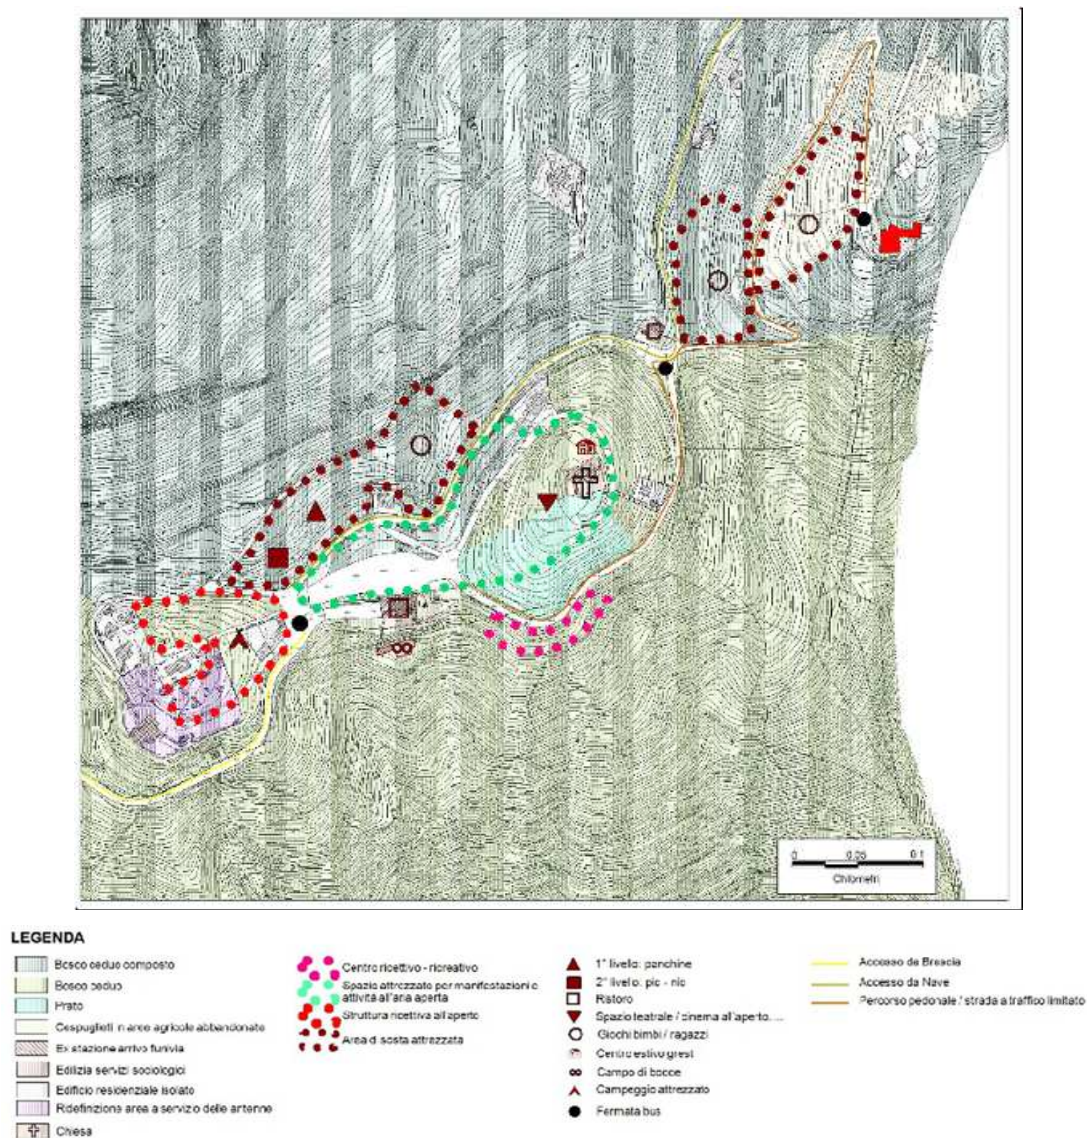 0 0.05 0.1
Chilometri
LEGENDA
Bosco ceduo composto
Bosco ceduo
Prato
Cespuglieti in aree agricole abbandonate
Ex stazione arrivo funivia
Edilizia servizi sociologici
Edificio residenziale isolato
Ridefinizione area a servizio delle antenne
Chiesa
Centro ricettivo - ricreativo
Spazio attrezzato per manifestazioni e
attività all'aria aperta
Struttura ricettiva all'aperto
Area di sosta attrezzata
1° livello: panchine
2° livello: pic - nic
Ristoro
Spazio teatrale / cinema all'aperto....
Giochi bimbi / ragazzi
Centro estivo grest
Campo di bocce
Campeggio attrezzato
Fermata bus
Accesso da Brescia
Accesso da Nave
Percorso pedonale / strada a traffico limitato